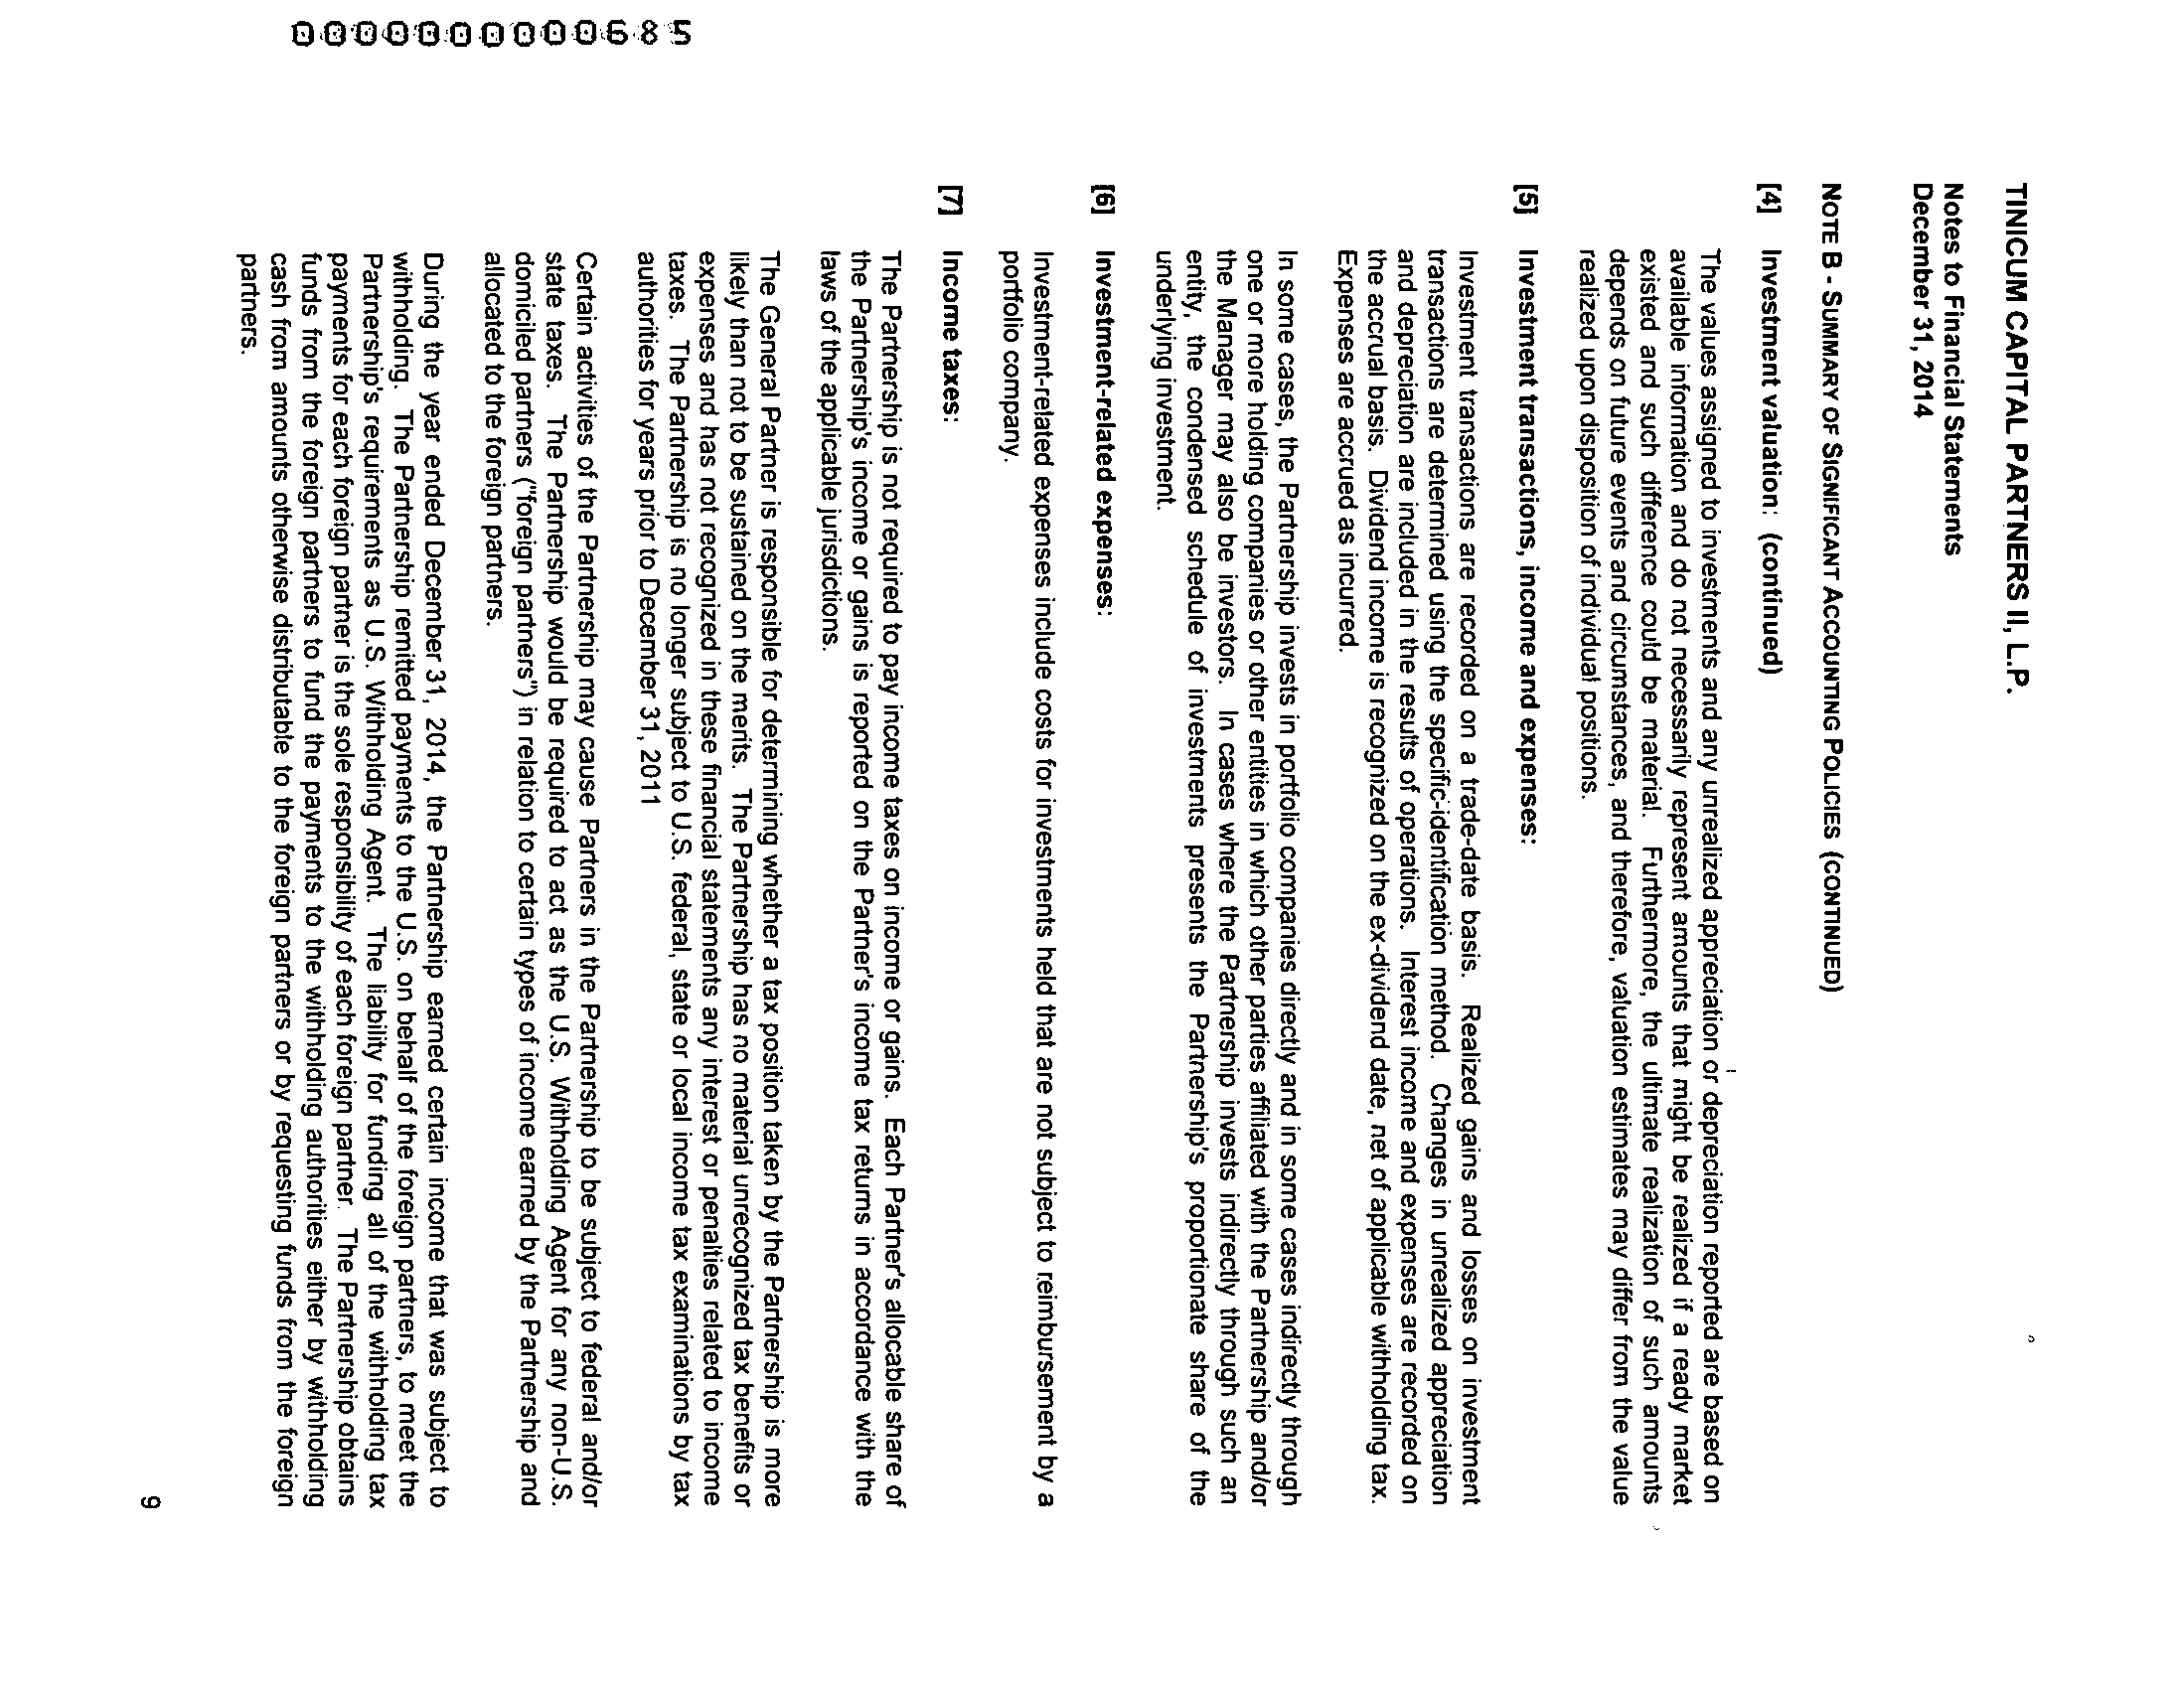 TINICUM CAPITAL PARTNERS II, L.P.
Notes to Financial Statements
December 31, 2014
NOTE B - SUMMARY OF SIGNIFICANT ACCOUNTING POLICIES (CONTINUED)
[4] Investment valuation: (continued)
The values assigned to investments and any unrealized appreciation or depreciation reported are based on
available information and do not necessarily represent amounts that might be realized if a ready market
existed and such difference could be material. Furthermore, the ultimate realization of such amounts
depends on future events and circumstances, and therefore, valuation estimates may differ from the value
realized upon disposition of individual positions.
[5] Investment transactions, income and expenses:
Investment transactions are recorded on a trade-date basis. Realized gains and losses on investment
transactions are determined using the specific-identification method. Changes in unrealized appreciation
and depreciation are included in the results of operations. Interest income and expenses are recorded on
the accrual basis. Dividend income is recognized on the ex-dividend date, net of applicable withholding tax.
Expenses are accrued as incurred.
In some cases, the Partnership invests in portfolio companies directly and in some cases indirectly through
one or more holding companies or other entities in which other parties affiliated with the Partnership and/or
the Manager may also be investors. In cases where the Partnership invests indirectly through such an
entity, the condensed schedule of investments presents the Partnership's proportionate share of the
underlying investment.
[6] Investment-related expenses:
Investment-related expenses include costs for investments held that are not subject to reimbursement by a
portfolio company.
[7] Income taxes:
The Partnership is not required to pay income taxes on income or gains. Each Partner's allocable share of
the Partnership's income or gains is reported on the Partner's income tax returns in accordance with the
laws of the applicable jurisdictions.
The General Partner is responsible for determining whether a tax position taken by the Partnership is more
likely than not to be sustained on the merits. The Partnership has no material unrecognized tax benefits or
expenses and has not recognized in these financial statements any interest or penalties related to income
taxes. The Partnership is no longer subject to U.S. federal, state or local income tax examinations by tax
authorities for years prior to December 31, 2011
Certain activities of the Partnership may cause Partners in the Partnership to be subject to federal and/or
state taxes. The Partnership would be required to act as the U.S. Withholding Agent for any non-U.S.
domiciled partners ("foreign partners") in relation to certain types of income earned by the Partnership and
allocated to the foreign partners.
During the year ended December 31, 2014, the Partnership earned certain income that was subject to
withholding. The Partnership remitted payments to the U.S. on behalf of the foreign partners, to meet the
Partnership's requirements as U.S. Withholding Agent. The liability for funding all of the withholding tax
payments for each foreign partner is the sole responsibility of each foreign partner. The Partnership obtains
funds from the foreign partners to fund the payments to the withholding authorities either by withholding
cash from amounts otherwise distributable to the foreign partners or by requesting funds from the foreign
partners.
9
0000000000685